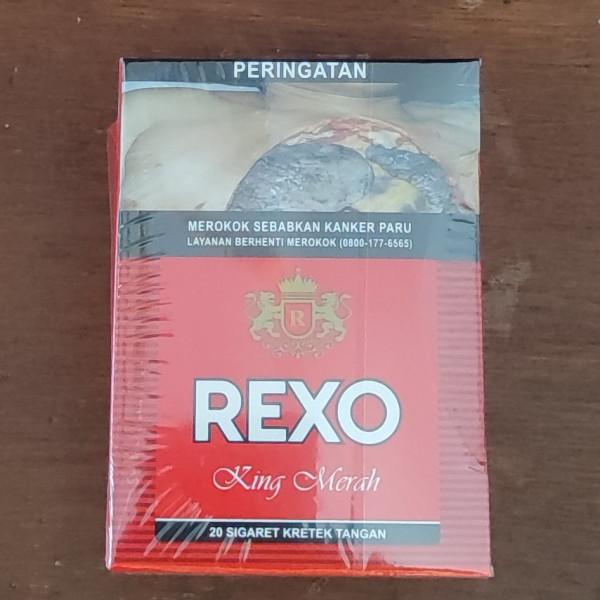 PERINGATAN
MEROKOK SEBABKAN KANKER PARU
LAYANAN BERHENTI MEROKOK (0800-177-6565)
R
REXO
King Merah
20 SIGARET KRETEK TANGAN